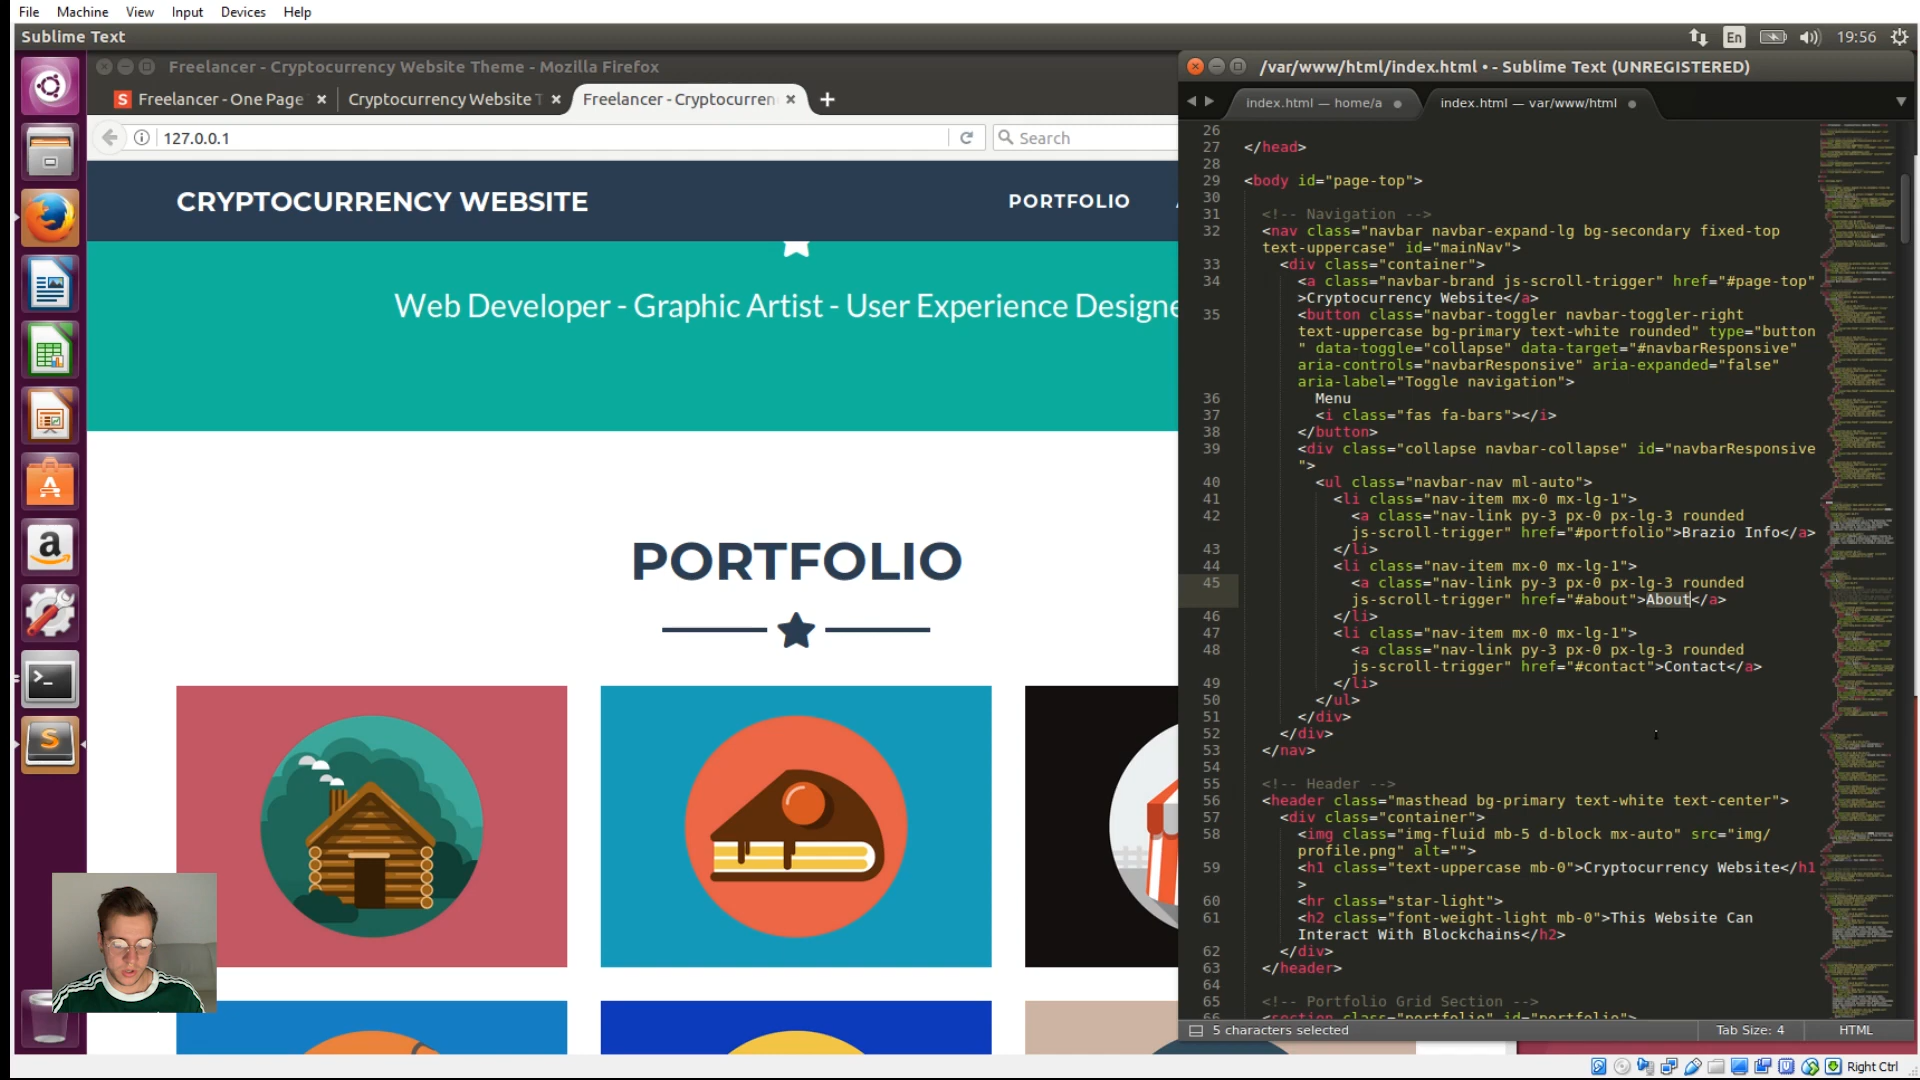 File Machine View Input Devices Help
Sublime Text
En
19:56
Freelancer - Cryptocurrency Website Theme - Mozilla Firefox
S Freelancer - One Page
Cryptocurrency Website T
Freelancer - Cryptocurren
127.0.0.1
Search
CRYPTOCURRENCY WEBSITE
PORTFOLIO
Web Developer - Graphic Artist - User Experience Designe
PORTFOLIO
/var/www/html/index.html • - Sublime Text (UNREGISTERED)
index.html — home/a
index.html — var/www/html
26
27 </head>
28
29 <body id="page-top">
30
31 <!-- Navigation -->
32 <nav class="navbar navbar-expand-lg bg-secondary fixed-top
text-uppercase" id="mainNav">
33 <div class="container">
34 <a class="navbar-brand js-scroll-trigger" href="#page-top"
>Cryptocurrency Website</a>
35 <button class="navbar-toggler navbar-toggler-right
text-uppercase bg-primary text-white rounded" type="button
" data-toggle="collapse" data-target="#navbarResponsive"
aria-controls="navbarResponsive" aria-expanded="false"
aria-label="Toggle navigation">
36 Menu
37 <i class="fas fa-bars"></i>
38 </button>
39 <div class="collapse navbar-collapse" id="navbarResponsive
">
40 <ul class="navbar-nav ml-auto">
41 <li class="nav-item mx-0 mx-lg-1">
42 <a class="nav-link py-3 px-0 px-lg-3 rounded
js-scroll-trigger" href="#portfolio">Brazio Info</a>
43 </li>
44 <li class="nav-item mx-0 mx-lg-1">
45 <a class="nav-link py-3 px-0 px-lg-3 rounded
js-scroll-trigger" href="#about">About</a>
46 </li>
47 <li class="nav-item mx-0 mx-lg-1">
48 <a class="nav-link py-3 px-0 px-lg-3 rounded
js-scroll-trigger" href="#contact">Contact</a>
49 </li>
50 </ul>
51 </div>
52 </div>
53 </nav>
54
55 <!-- Header -->
56 <header class="masthead bg-primary text-white text-center">
57 <div class="container">
58 <img class="img-fluid mb-5 d-block mx-auto" src="img/
profile.png" alt="">
59 <h1 class="text-uppercase mb-0">Cryptocurrency Website</h1
>
60 <hr class="star-light">
61 <h2 class="font-weight-light mb-0">This Website Can
Interact With Blockchains</h2>
62 </div>
63 </header>
64
65 <!-- Portfolio Grid Section -->
66 <section class="portfolio" id="portfolio">
5 characters selected
Tab Size: 4
HTML
Right Ctrl